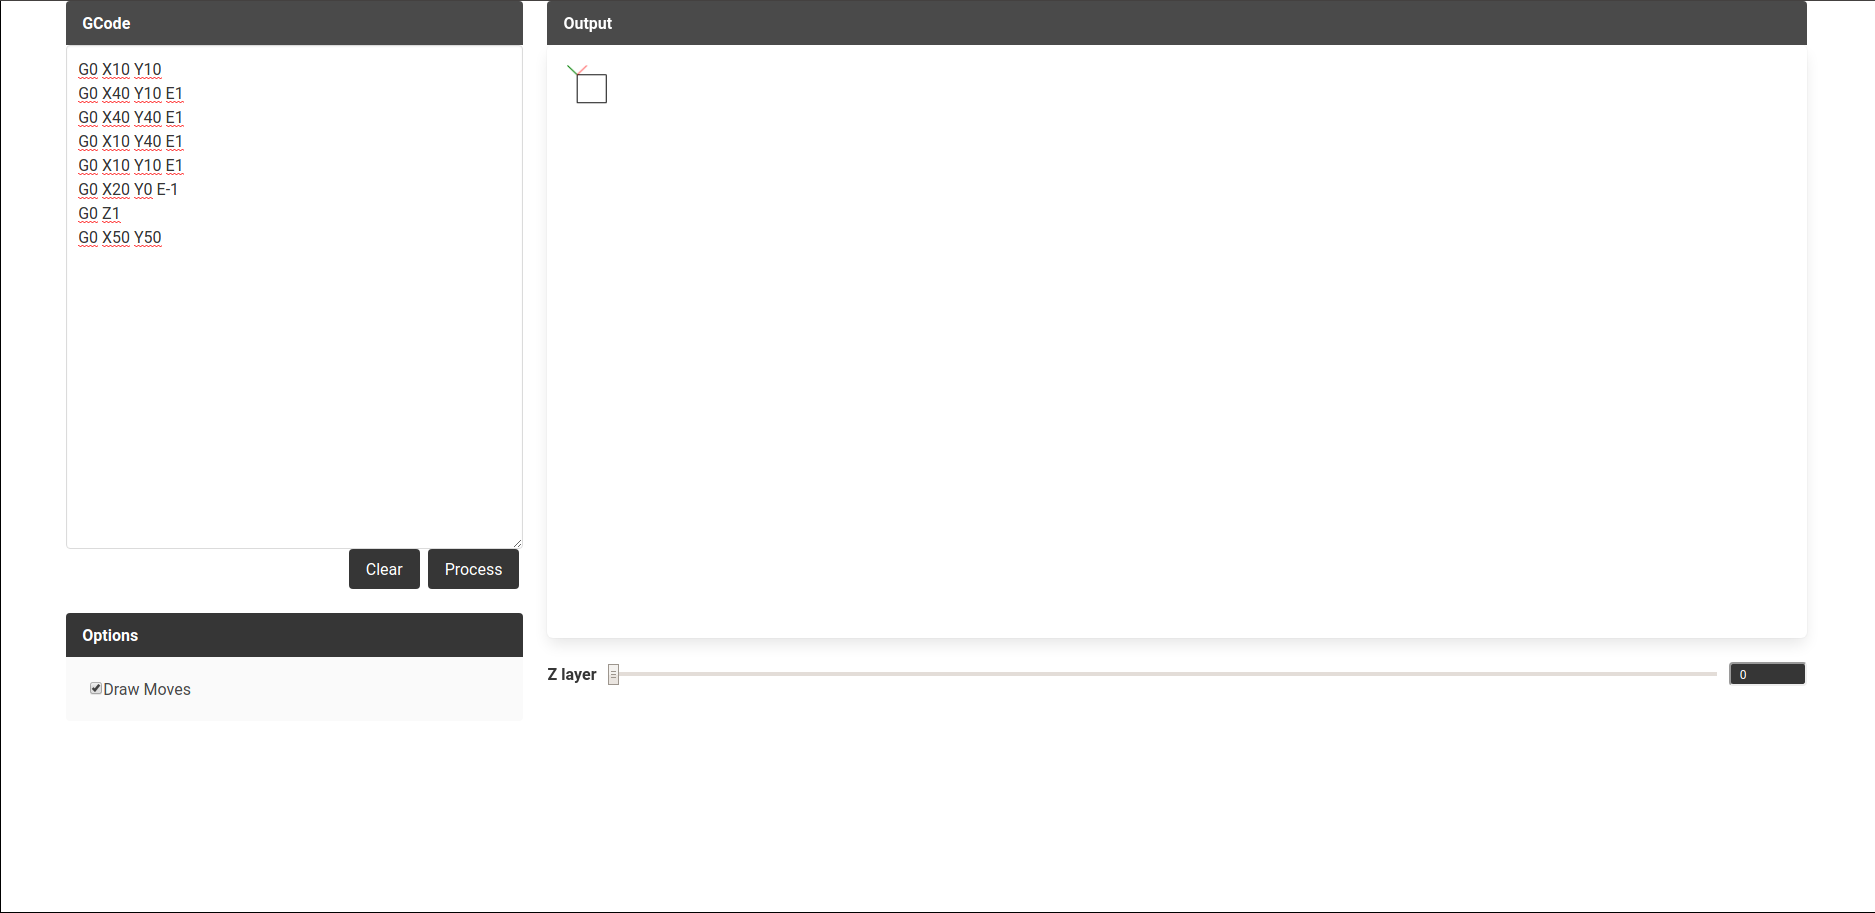 GCode
G0 X10 Y10
G0 X40 Y10 E1
G0 X40 Y40 E1
G0 X10 Y40 E1
G0 X10 Y10 E1
G0 X20 Y0 E-1
G0 Z1
G0 X50 Y50
Clear
Process
Options
Draw Moves
Output
Z layer
0